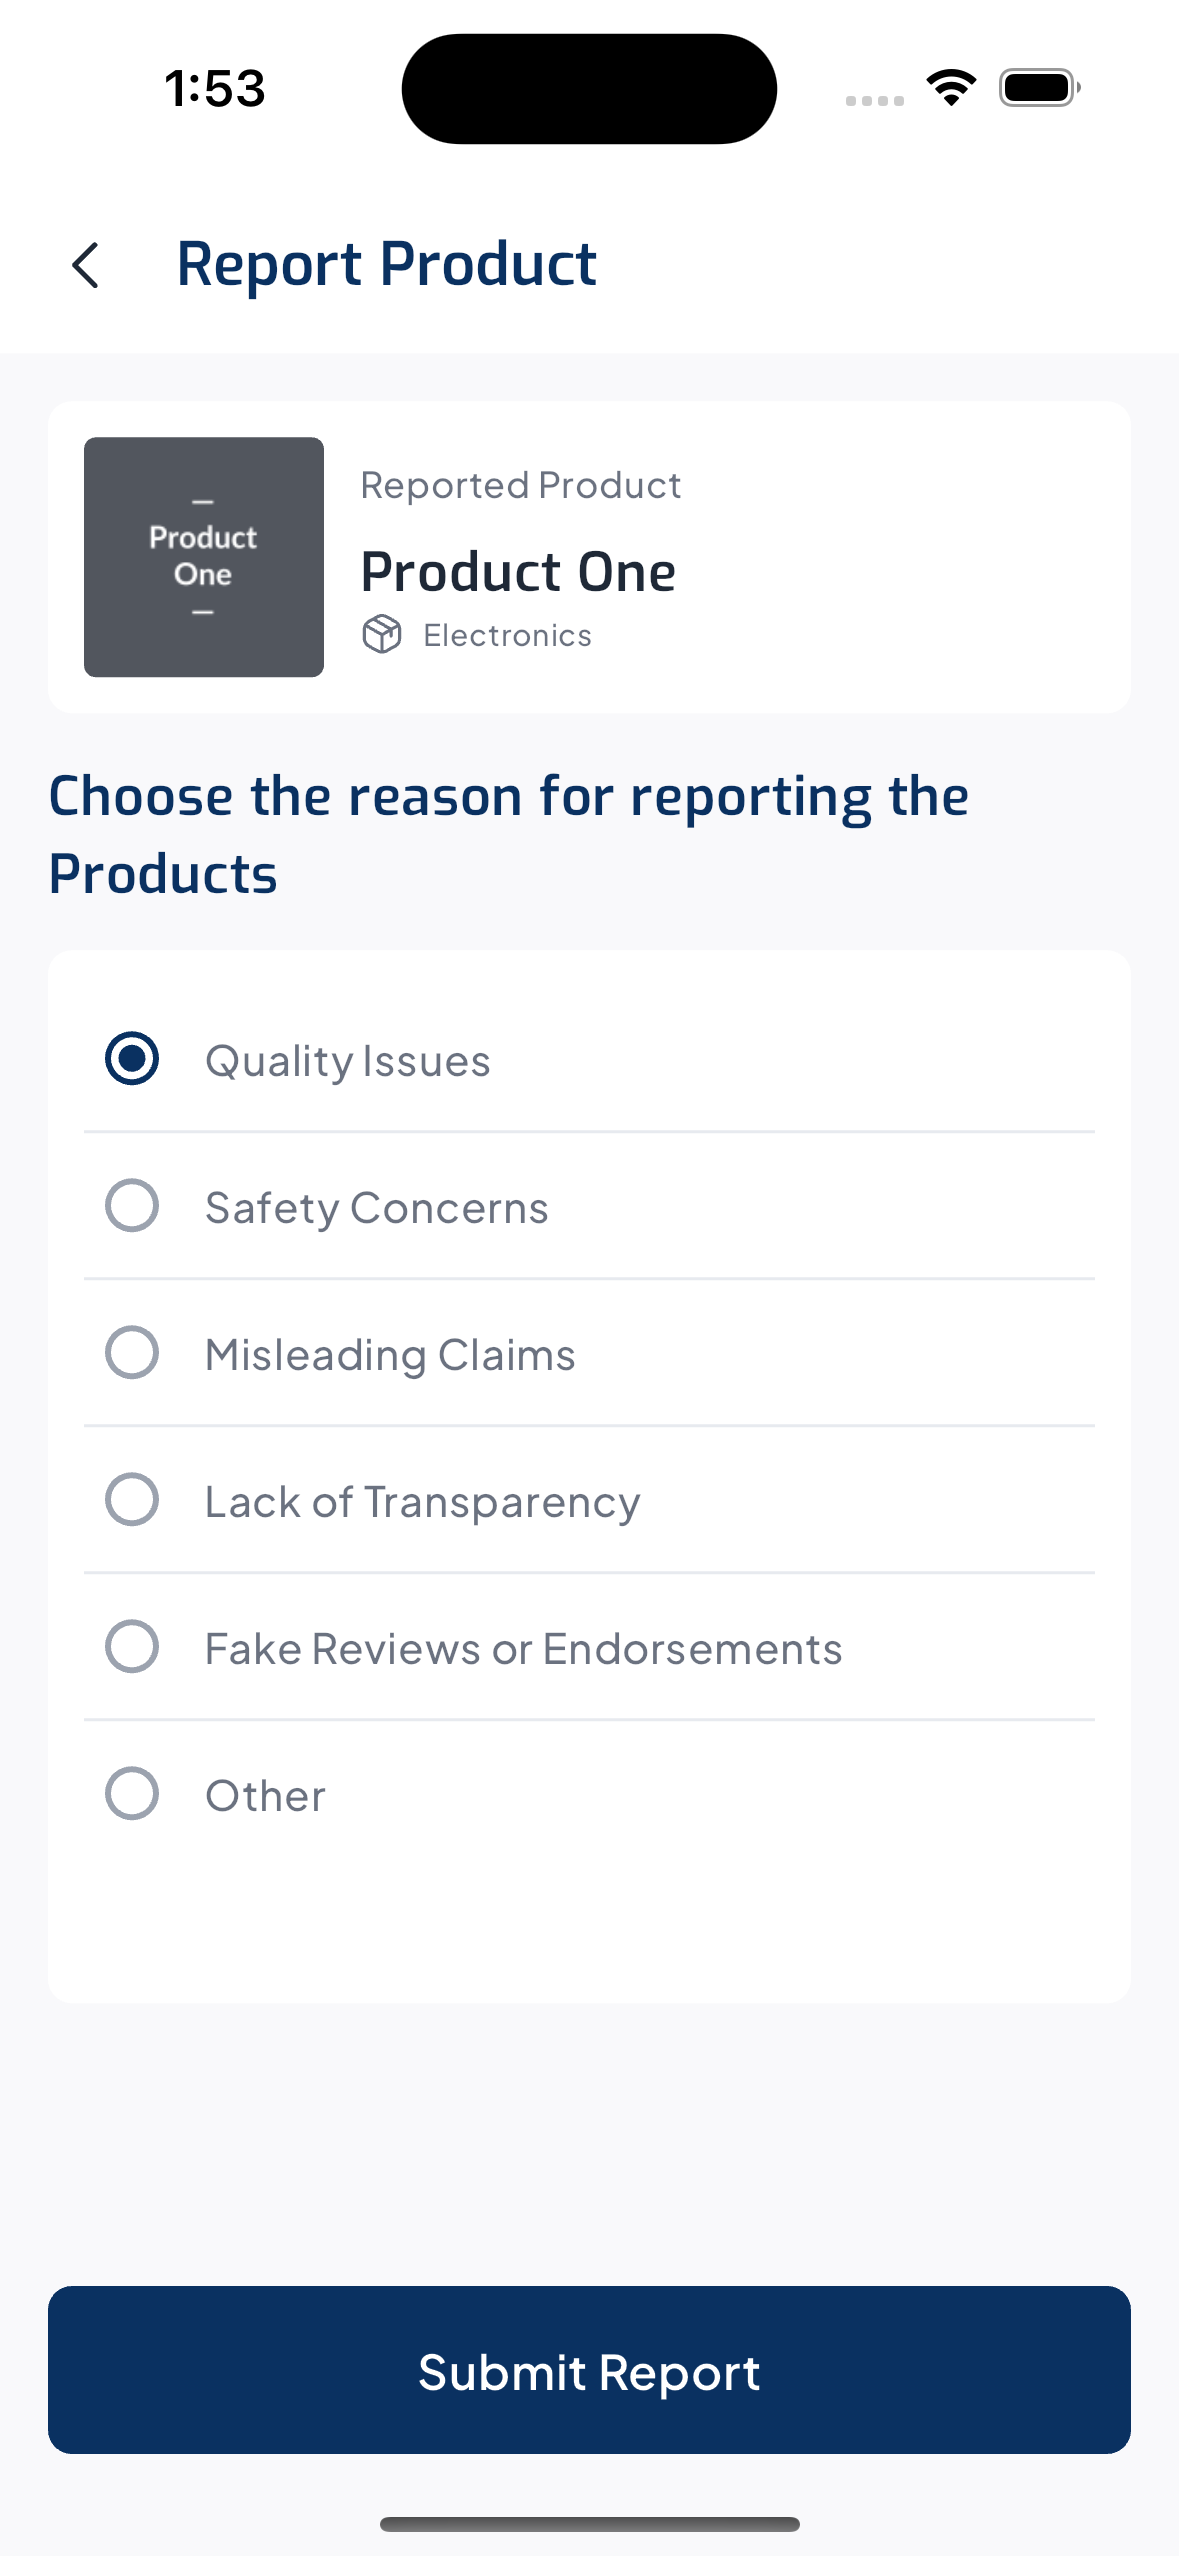 1:53
Report Product
Product
One
Reported Product
Product One
Electronics
Choose the reason for reporting the
Products
Quality Issues
Safety Concerns
Misleading Claims
Lack of Transparency
Fake Reviews or Endorsements
Other
Submit Report